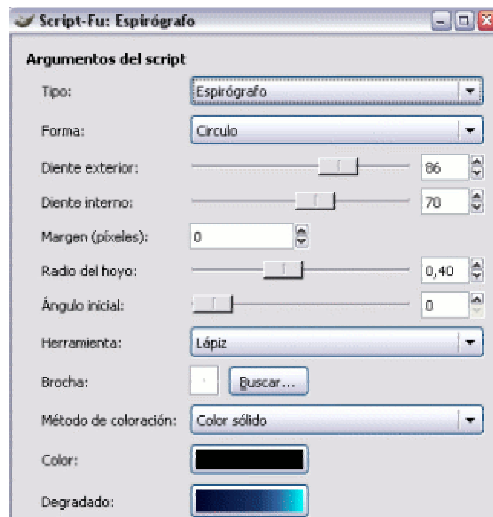 Script-Fu: Espirógrafo
Argumentos del script
Tipo: Espirógrafo
Forma: Circulo
Diente exterior: 86
Diente interno: 70
Margen (píxeles): 0
Radio del hoyo: 0,40
Ángulo inicial: 0
Herramienta: Lápiz
Brocha: Buscar...
Método de coloración: Color sólido
Color:
Degradado: